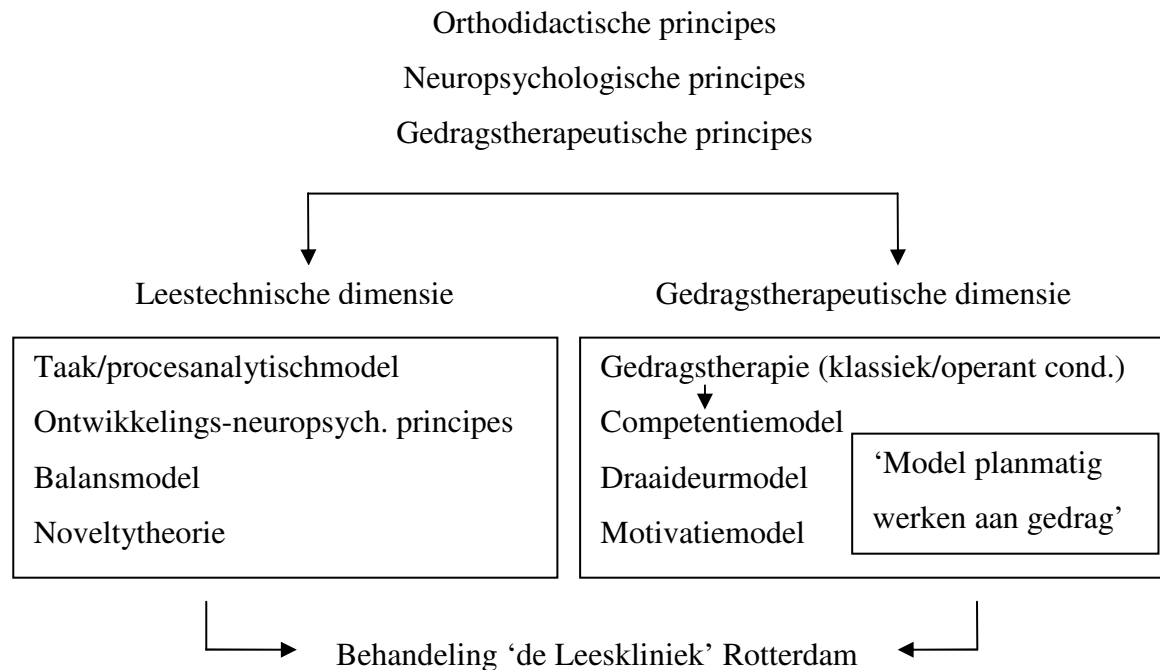 Orthodidactische principes
Neuropsychologische principes
Gedragstherapeutische principes
Leestechnische dimensie
Gedragstherapeutische dimensie
Taak/procesanalytischmodel
Ontwikkelings-neuropsych. principes
Balansmodel
Noveltytheorie
Gedragstherapie (klassiek/operant cond.)
Competentiemodel
Draaideurmodel
Motivatiemodel
‘Model planmatig
werken aan gedrag’
Behandeling ‘de Leeskliniek’ Rotterdam